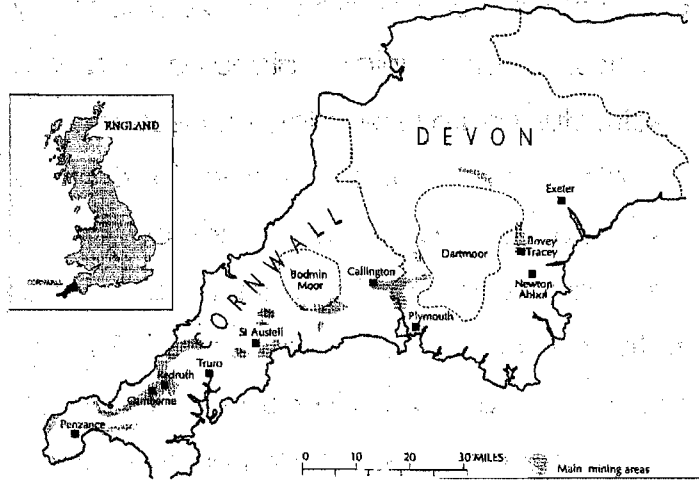 ENGLAND
CORNWALL
DEVON
Exeter
Bovey
Tracey
Newton
Abbot
Dartmoor
CORNWALL
Bodmin
Moor
Callington
Plymouth
St Austell
Truro
Redruth
Camborne
Penzance
0 10 20 30 MILES
Main mining areas